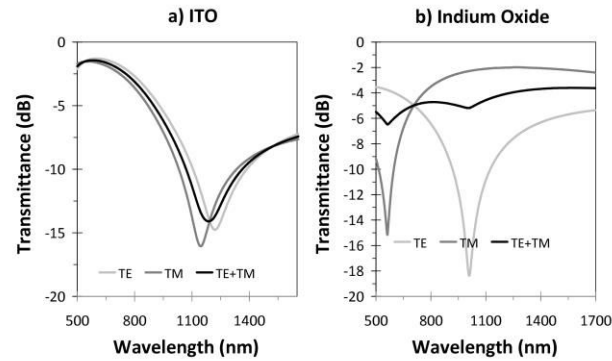 a) ITO
0
-5
-10
-15
-20
Transmittance (dB)
TE TM TE+TM
500 800 1100 1400
Wavelength (nm)
b) Indium Oxide
0
-2
-4
-6
-8
-10
-12
-14
-16
-18
-20
Transmittance (dB)
TE TM TE+TM
500 800 1100 1400 1700
Wavelength (nm)